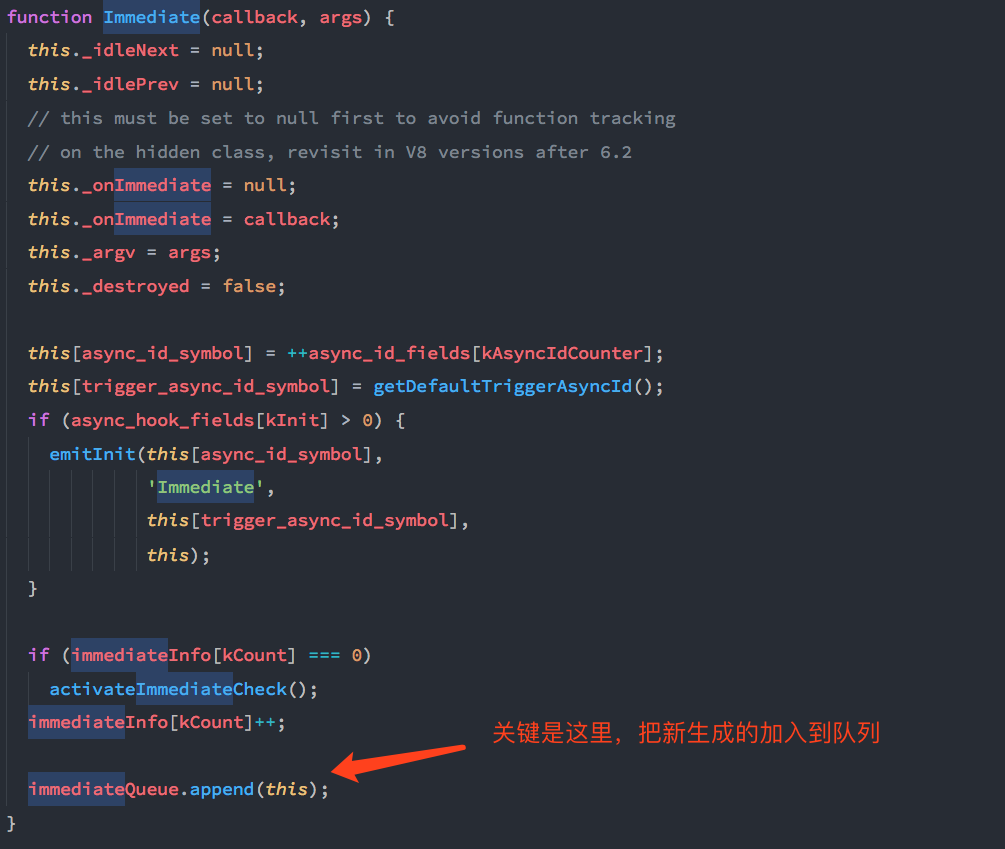 function Immediate(callback, args) {
this._idleNext = null;
this._idlePrev = null;
// this must be set to null first to avoid function tracking
// on the hidden class, revisit in V8 versions after 6.2
this._onImmediate = null;
this._onImmediate = callback;
this._argv = args;
this._destroyed = false;
this[async_id_symbol] = ++async_id_fields[kAsyncIdCounter];
this[trigger_async_id_symbol] = getDefaultTriggerAsyncId();
if (async_hook_fields[kInit] > 0) {
emitInit(this[async_id_symbol],
'Immediate',
this[trigger_async_id_symbol],
this);
}
if (immediateInfo[kCount] === 0)
activateImmediateCheck();
immediateInfo[kCount]++;
关键是这里，把新生成的加入到队列
immediateQueue.append(this);
}